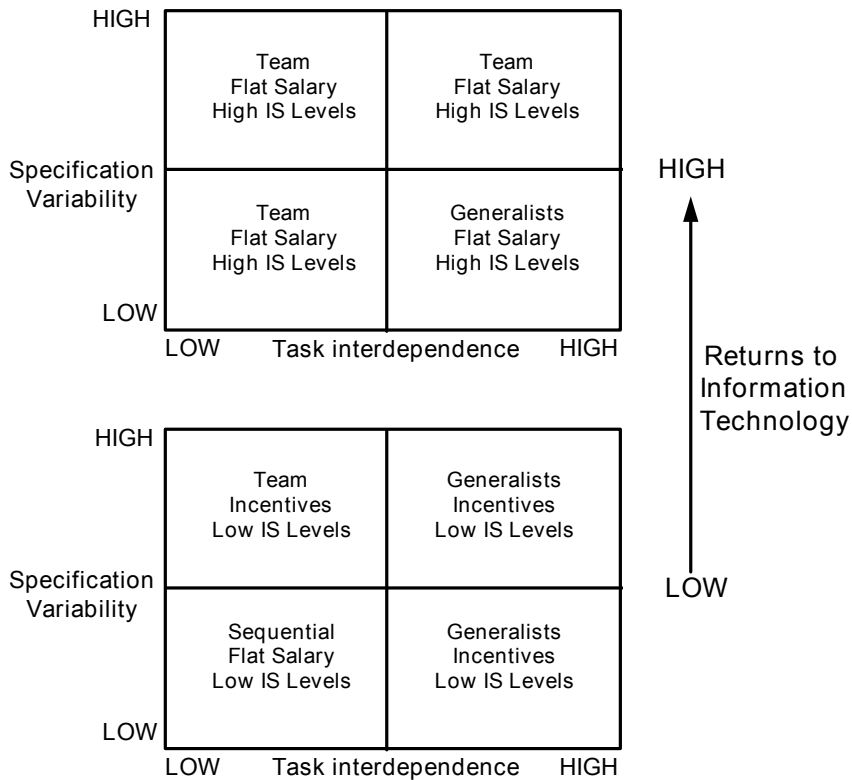 HIGH
Team
Flat Salary
High IS Levels
Team
Flat Salary
High IS Levels
Specification
Variability
Team
Flat Salary
High IS Levels
Generalists
Flat Salary
High IS Levels
LOW
LOW
Task interdependence
HIGH
HIGH
Returns to
Information
Technology
LOW
HIGH
Team
Incentives
Low IS Levels
Generalists
Incentives
Low IS Levels
Specification
Variability
Sequential
Flat Salary
Low IS Levels
Generalists
Incentives
Low IS Levels
LOW
LOW
Task interdependence
HIGH